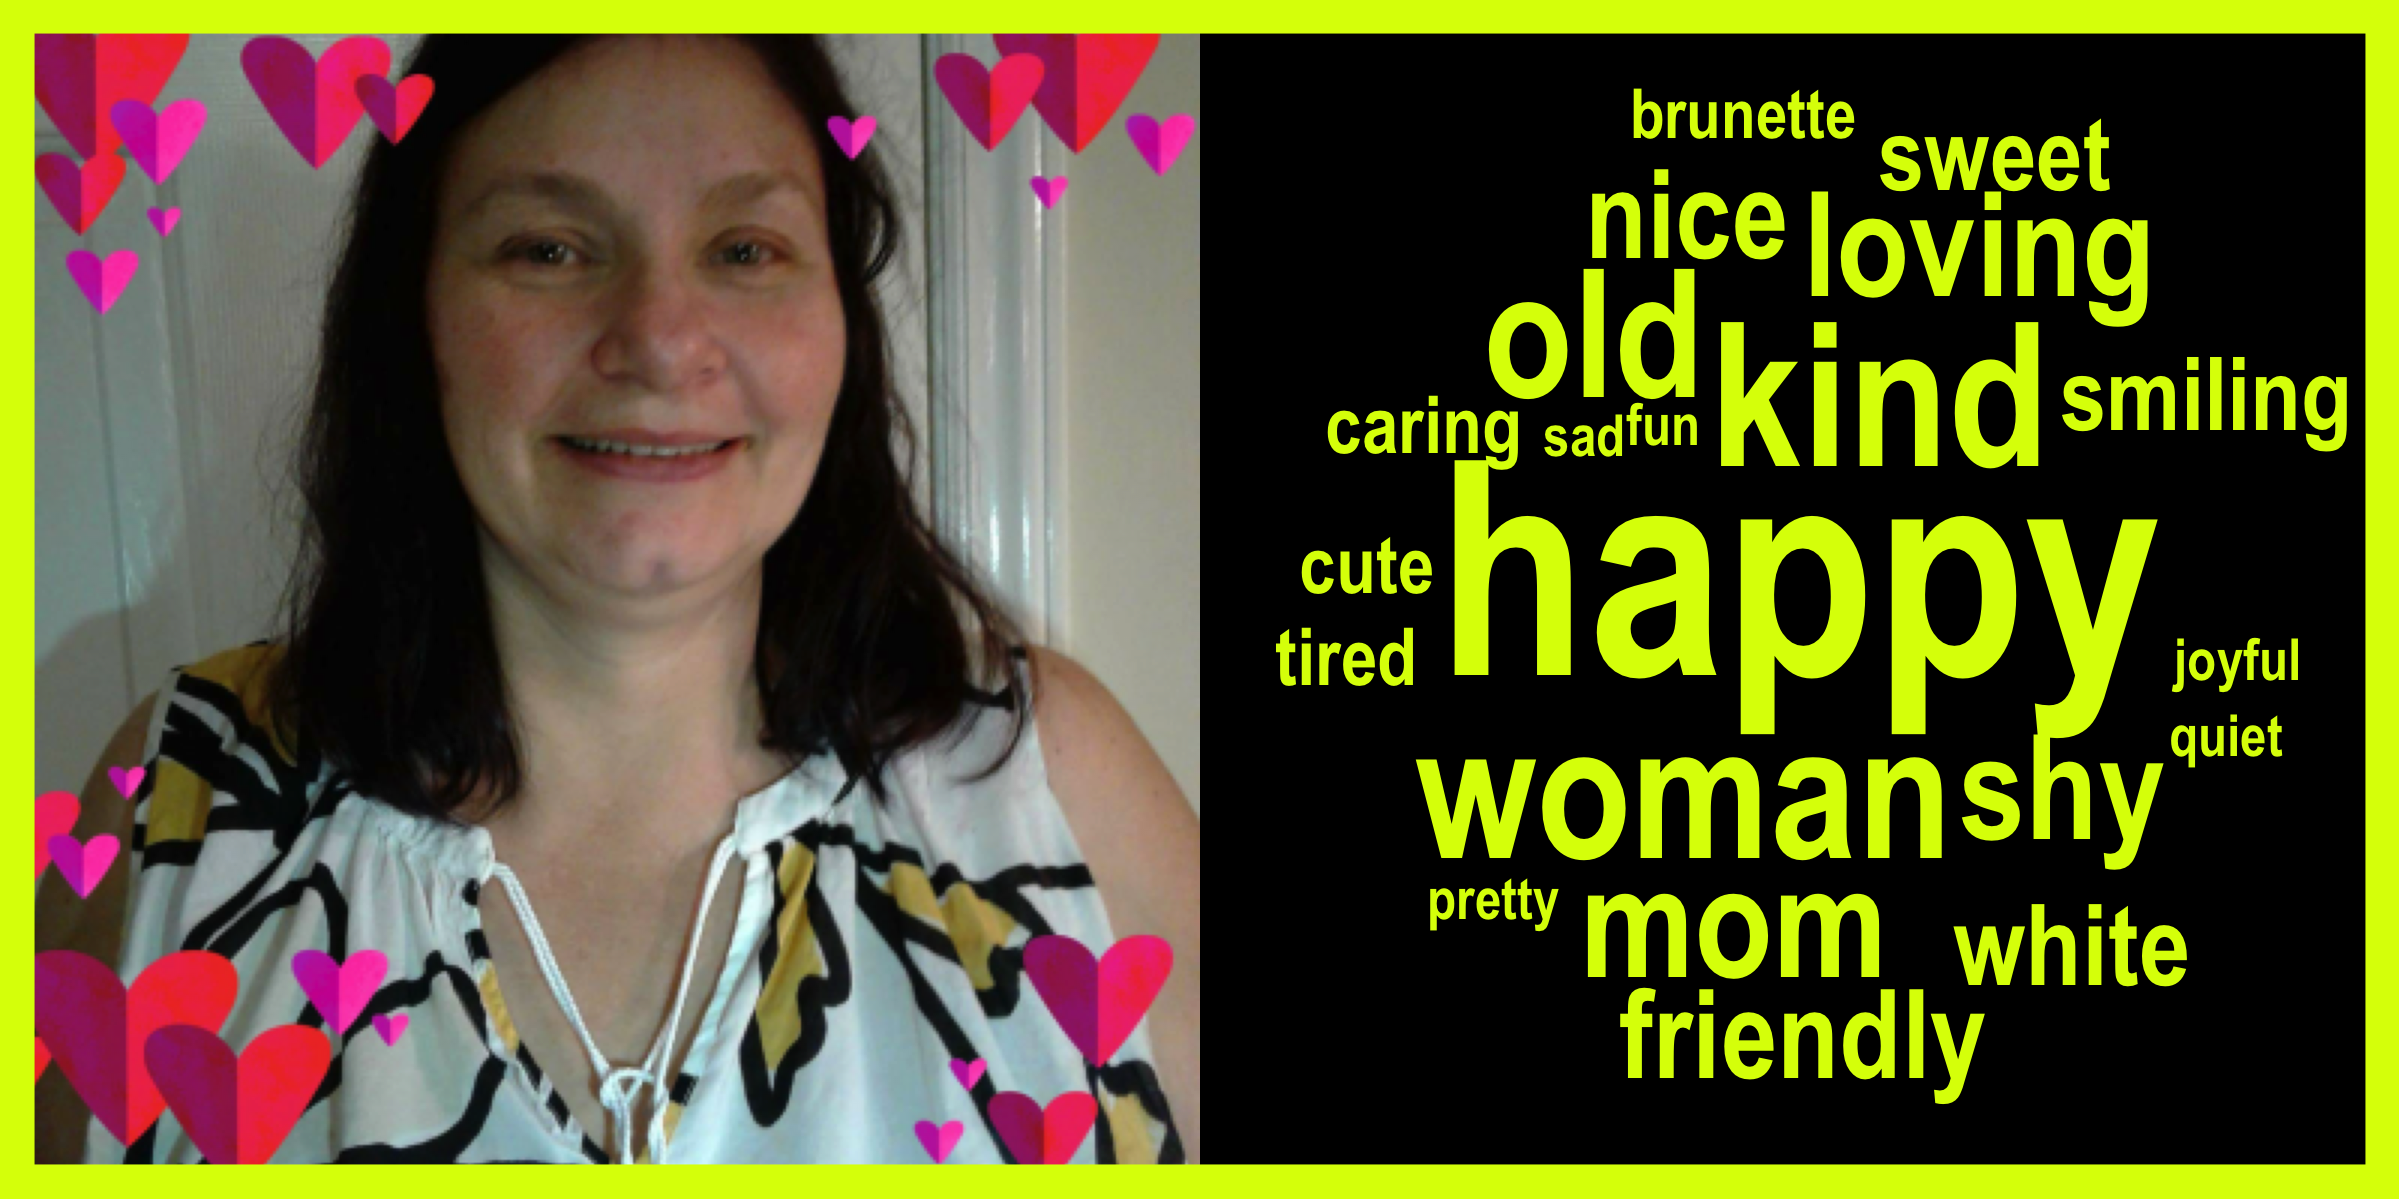 brunette
sweet
nice
loving
old
kind
smiling
caring
sad
fun
happy
cute
tired
joyful
quiet
woman
shy
pretty
mom
white
friendly